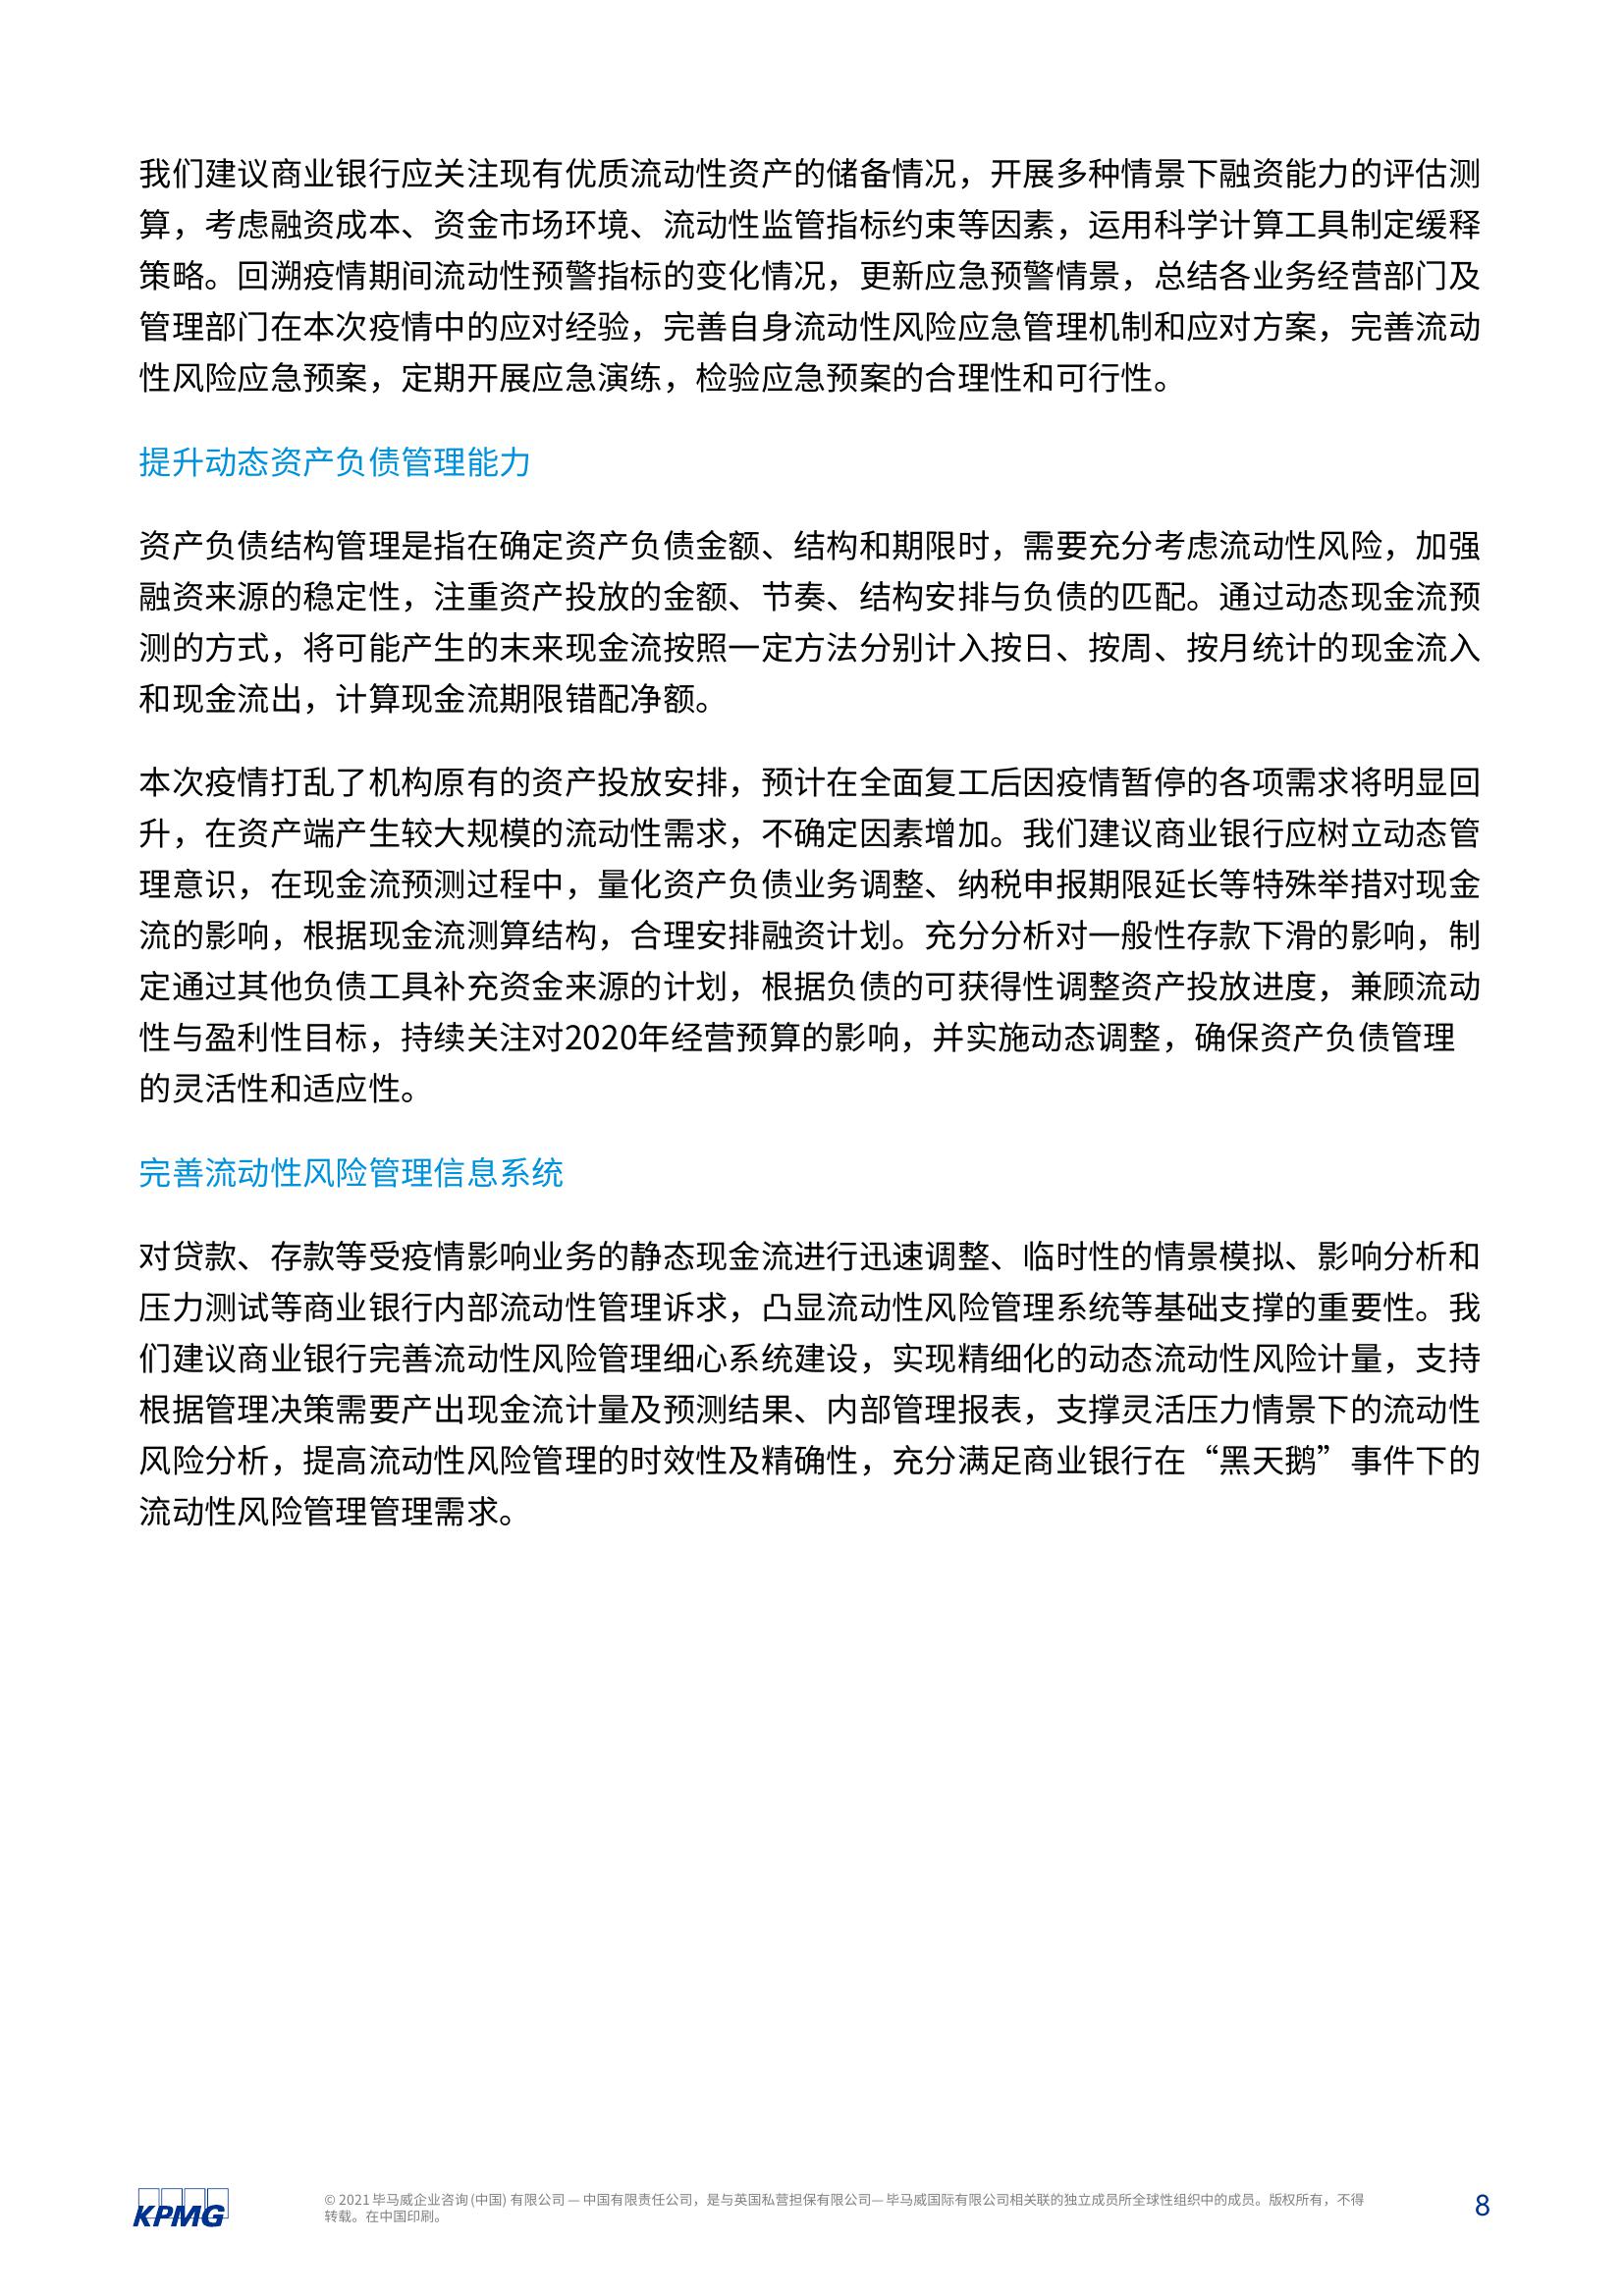 我们建议商业银行应关注现有优质流动性资产的储备情况，开展多种情景下融资能力的评估测
算，考虑融资成本、资金市场环境、流动性监管指标约束等因素，运用科学计算工具制定缓释
策略。回溯疫情期间流动性预警指标的变化情况，更新应急预警情景，总结各业务经营部门及
管理部门在本次疫情中的应对经验，完善自身流动性风险应急管理机制和应对方案，完善流动
性风险应急预案，定期开展应急演练，检验应急预案的合理性和可行性。
提升动态资产负债管理能力
资产负债结构管理是指在确定资产负债金额、结构和期限时，需要充分考虑流动性风险，加强
融资来源的稳定性，注重资产投放的金额、节奏、结构安排与负债的匹配。通过动态现金流预
测的方式，将可能产生的未来现金流按照一定方法分别计入按日、按周、按月统计的现金流入
和现金流出，计算现金流期限错配净额。
本次疫情打乱了机构原有的资产投放安排，预计在全面复工后因疫情暂停的各项需求将明显回
升，在资产端产生较大规模的流动性需求，不确定因素增加。我们建议商业银行应树立动态管
理意识，在现金流预测过程中，量化资产负债业务调整、纳税申报期限延长等特殊举措对现金
流的影响，根据现金流测算结构，合理安排融资计划。充分分析对一般性存款下滑的影响，制
定通过其他负债工具补充资金来源的计划，根据负债的可获得性调整资产投放进度，兼顾流动
性与盈利性目标，持续关注对2020年经营预算的影响，并实施动态调整，确保资产负债管理
的灵活性和适应性。
完善流动性风险管理信息系统
对贷款、存款等受疫情影响业务的静态现金流进行迅速调整、临时性的情景模拟、影响分析和
压力测试等商业银行内部流动性管理诉求，凸显流动性风险管理系统等基础支撑的重要性。我
们建议商业银行完善流动性风险管理细心系统建设，实现精细化的动态流动性风险计量，支持
根据管理决策需要产出现金流计量及预测结果、内部管理报表，支撑灵活压力情景下的流动性
风险分析，提高流动性风险管理的时效性及精确性，充分满足商业银行在“黑天鹅”事件下的
流动性风险管理管理需求。
KPMG
© 2021 毕马威企业咨询 (中国) 有限公司 — 中国有限责任公司，是与英国私营担保有限公司— 毕马威国际有限公司相关联的独立成员所全球性组织中的成员。版权所有，不得
转载。在中国印刷。
8